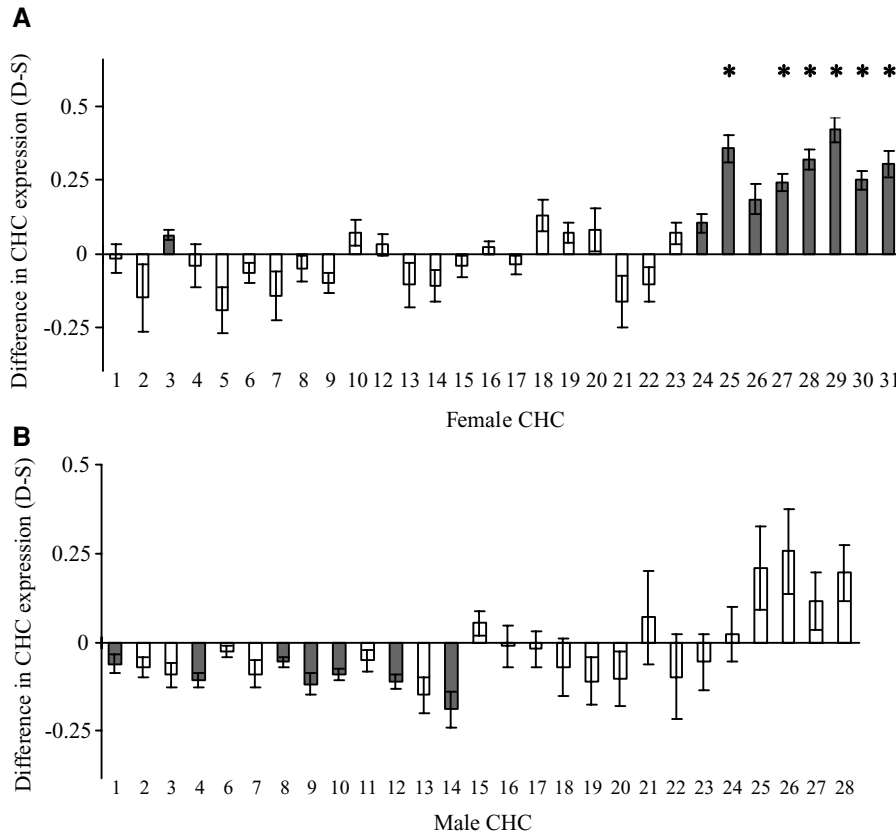 A
Difference in CHC expression (D-S)
* * * * * *
0.5
0.25
0
-0.25
1 2 3 4 5 6 7 8 9 10 12 13 14 15 16 17 18 19 20 21 22 23 24 25 26 27 28 29 30 31
Female CHC
B
Difference in CHC expression (D-S)
0.5
0.25
0
-0.25
1 2 3 4 6 7 8 9 10 11 12 13 14 15 16 17 18 19 20 21 22 23 24 25 26 27 28
Male CHC